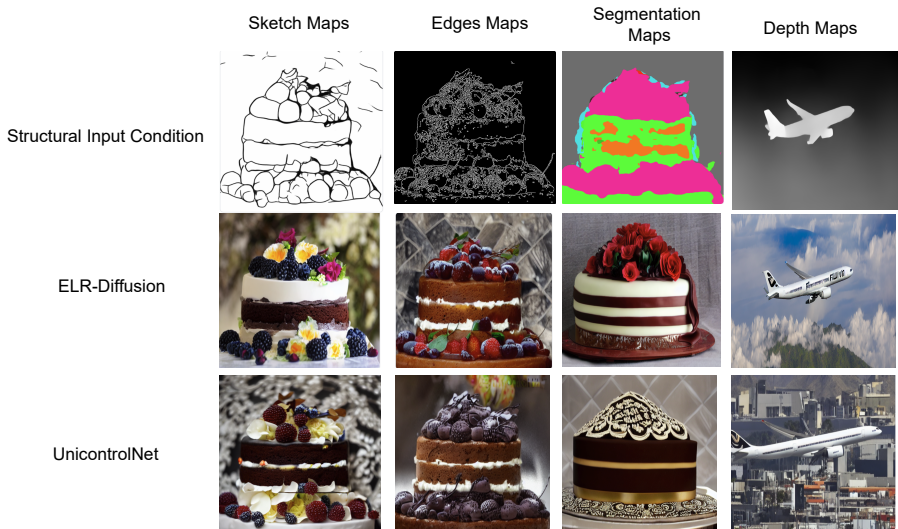 Sketch Maps
Edges Maps
Segmentation
Maps
Depth Maps
Structural Input Condition
ELR-Diffusion
UnicontrolNet